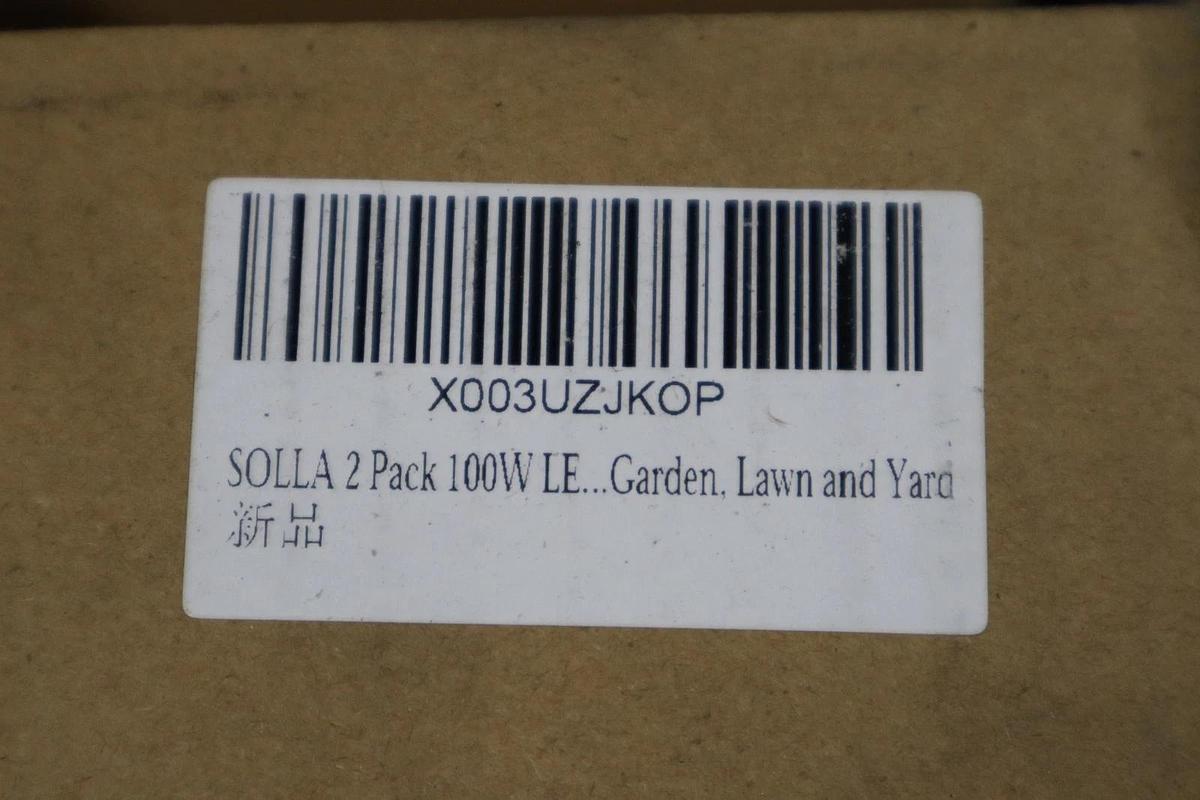 X003UZJKOP
SOLLA 2 Pack 100W LE...Garden, Lawn and Yard
新品